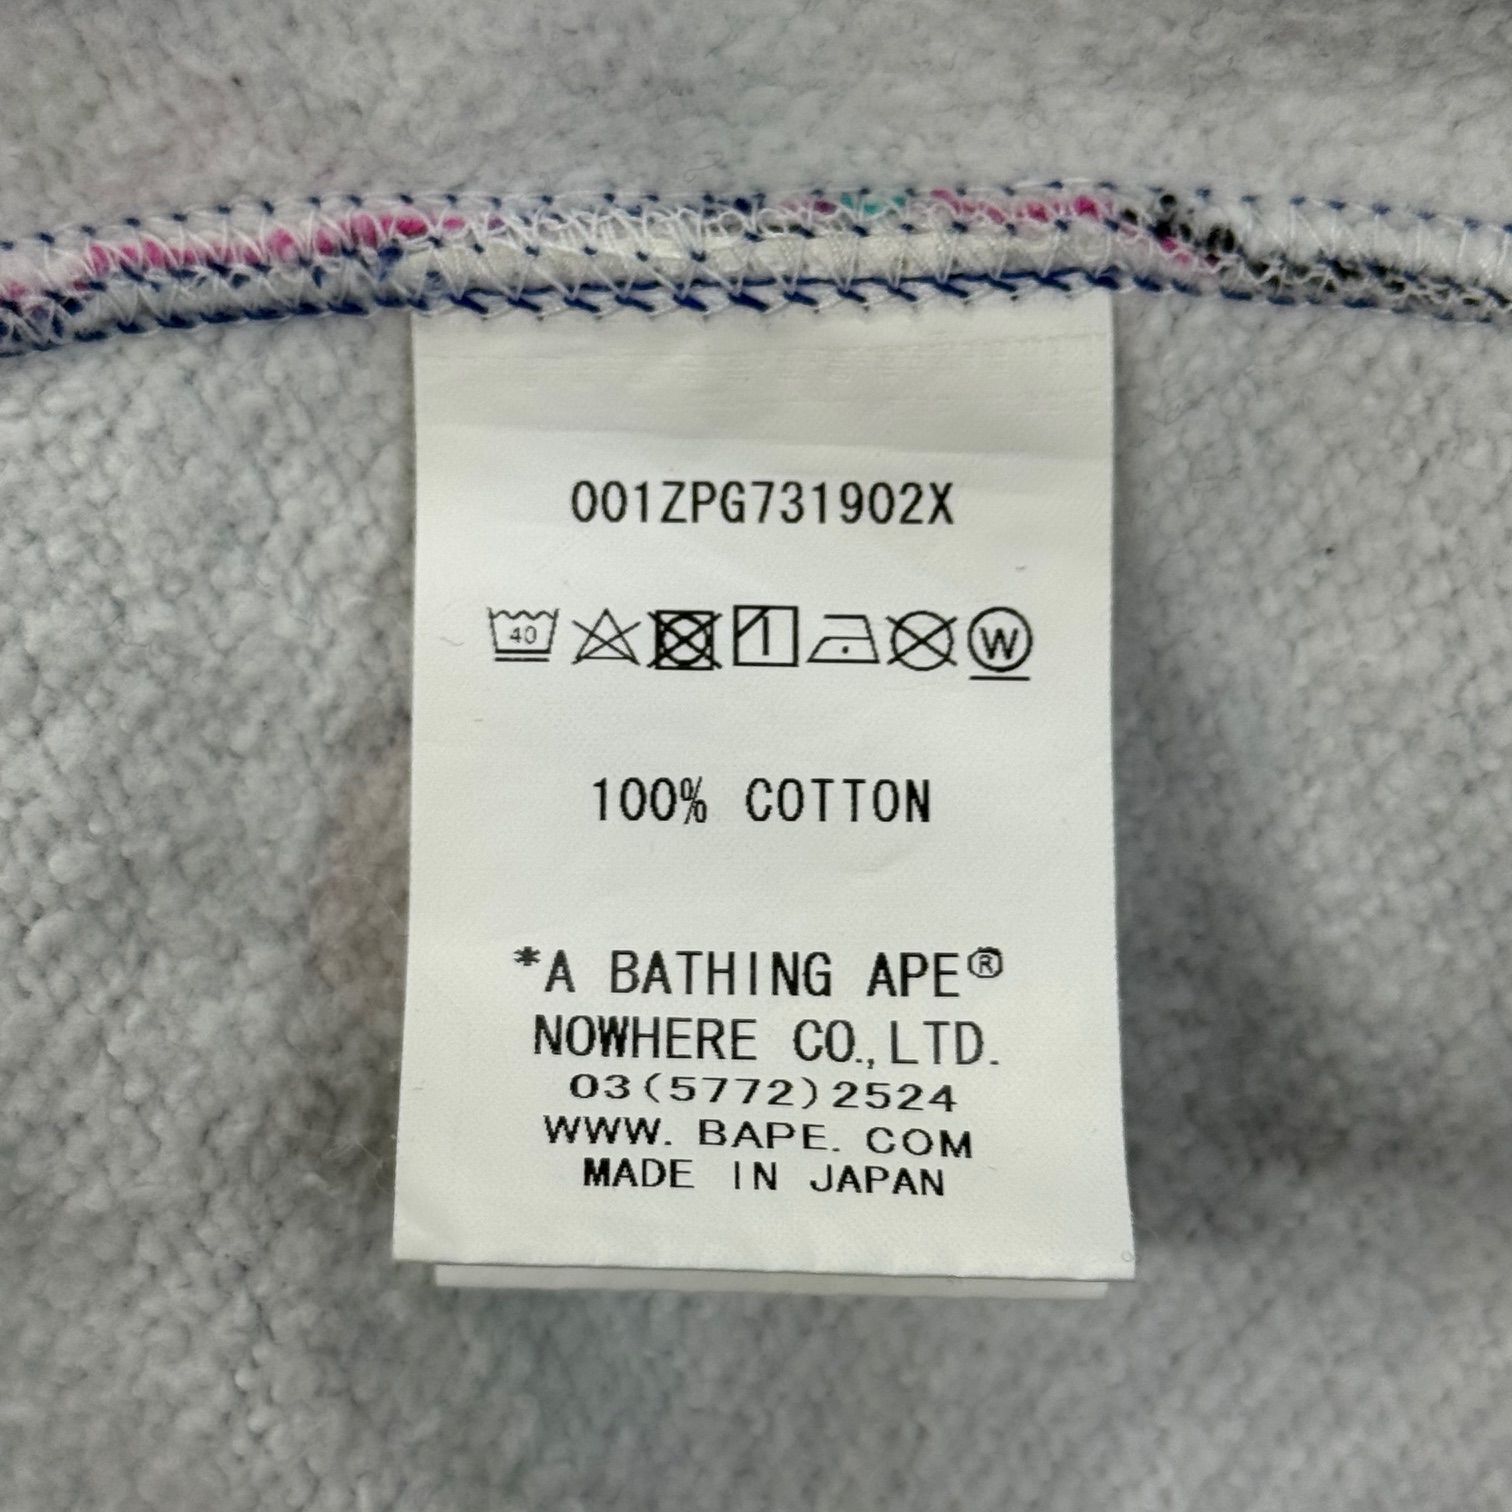 001ZPG731902X
40 W
100% COTTON
*A BATHING APE®
NOWHERE CO.,LTD.
03(5772)2524
WWW. BAPE. COM
MADE IN JAPAN